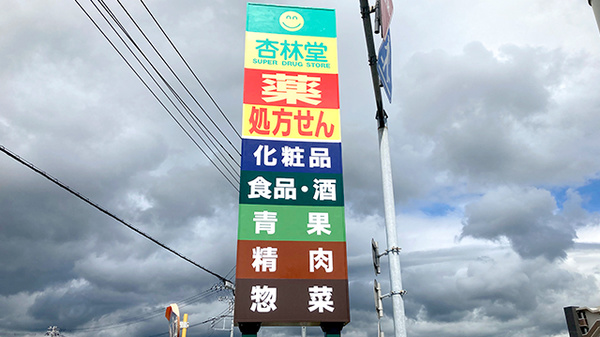 杏林堂
SUPER DRUG STORE
薬
処方せん
化粧品
食品・酒
青果
精肉
惣菜